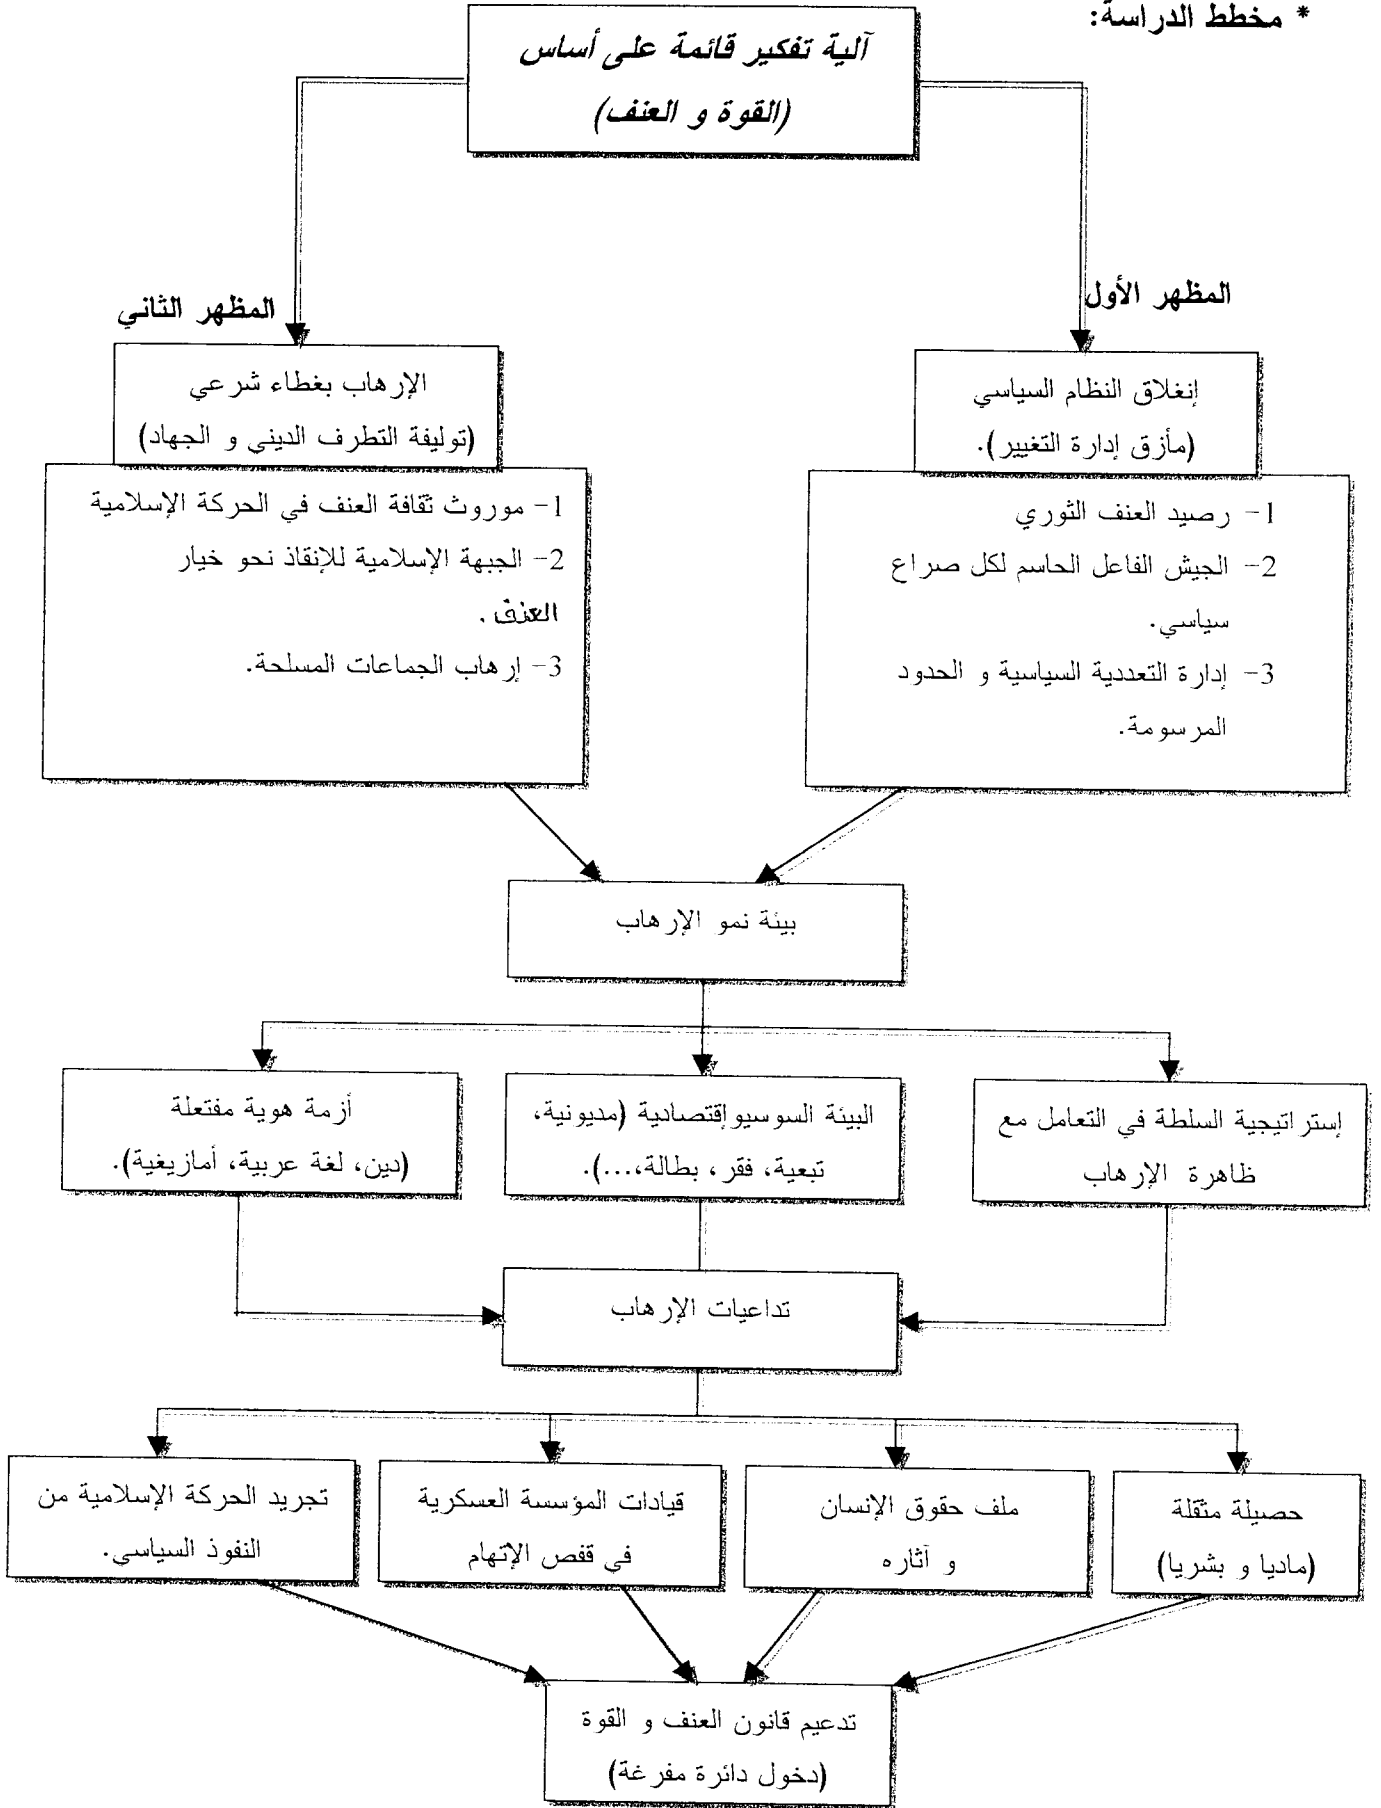 * مخطط الدراسة:
آلية تفكير قائمة على أساس
(القوة و العنف)
المظهر الأول
إنغلاق النظام السياسي
(مأزق إدارة التغيير).
1- رصيد العنف الثوري
2- الجيش الفاعل الحاسم لكل صراع
سياسي.
3- إدارة التعددية السياسية و الحدود
المرسومة.
المظهر الثاني
الإرهاب بغطاء شرعي
(توليفة التطرف الديني و الجهاد)
1- موروث ثقافة العنف في الحركة الإسلامية
2- الجبهة الإسلامية للإنقاذ نحو خيار
العنف.
3- إرهاب الجماعات المسلحة.
بيئة نمو الإرهاب
إستراتيجية السلطة في التعامل مع
ظاهرة الإرهاب
البيئة السوسيوإقتصادية (مديونية،
تبعية، فقر، بطالة،...).
أزمة هوية مفتعلة
(دين، لغة عربية، أمازيغية).
تداعيات الإرهاب
حصيلة مثقلة
(ماديا و بشريا)
ملف حقوق الإنسان
و آثاره
قيادات المؤسسة العسكرية
في قفص الإتهام
تجريد الحركة الإسلامية من
النفوذ السياسي.
تدعيم قانون العنف و القوة
(دخول دائرة مفرغة)